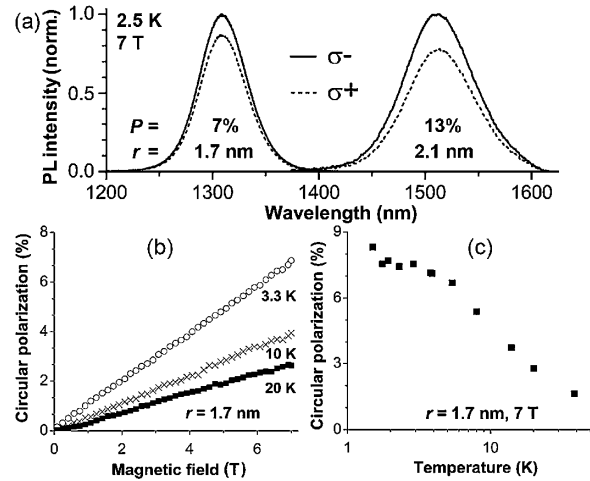 (a)
2.5 K
7 T
σ-
σ+
P = 7% 13%
r = 1.7 nm 2.1 nm
PL intensity (norm.)
1.0
0.5
0.0
1200 1300 1400 1500 1600
Wavelength (nm)
(b)
Circular polarization (%)
8
6
4
2
0
3.3 K
10 K
20 K
r = 1.7 nm
0 2 4 6
Magnetic field (T)
(c)
Circular polarization (%)
9
6
3
0
r = 1.7 nm, 7 T
1 10
Temperature (K)